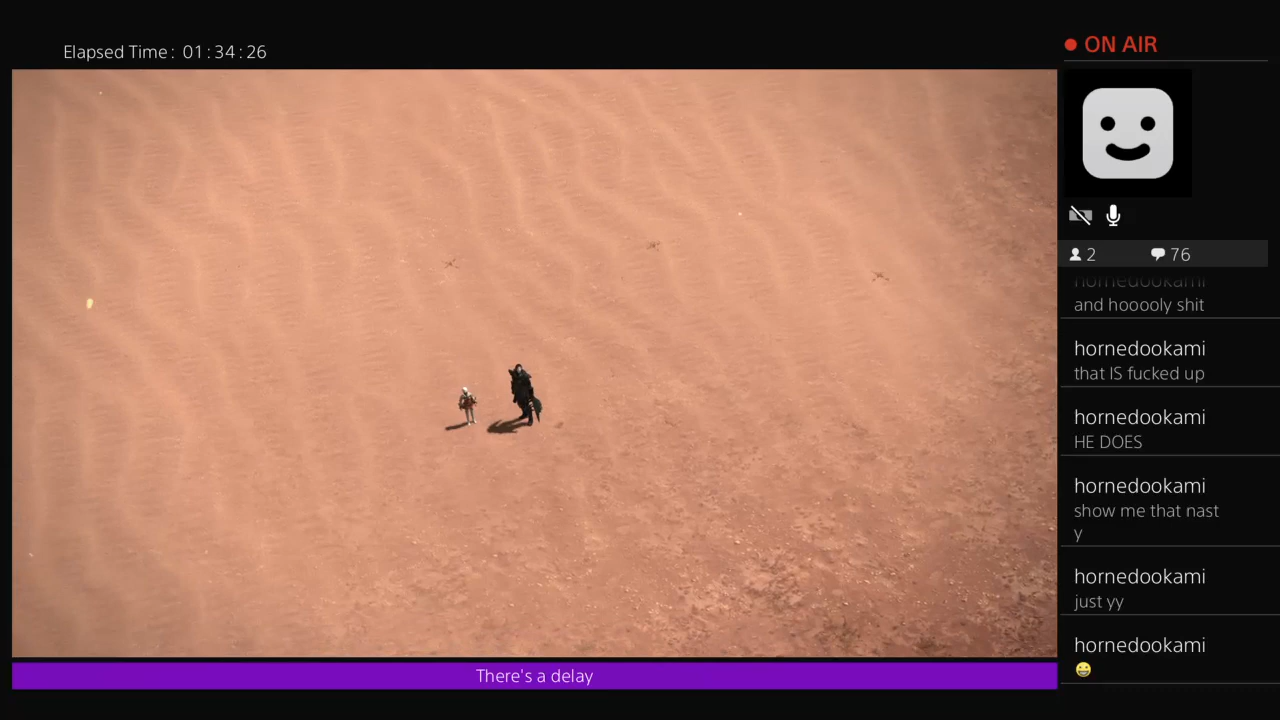 Elapsed Time: 01:34:26
ON AIR
2 76
hornedookami
and hooooly shit
hornedookami
that IS fucked up
hornedookami
HE DOES
hornedookami
show me that nast
y
hornedookami
just yy
hornedookami
😀
There's a delay